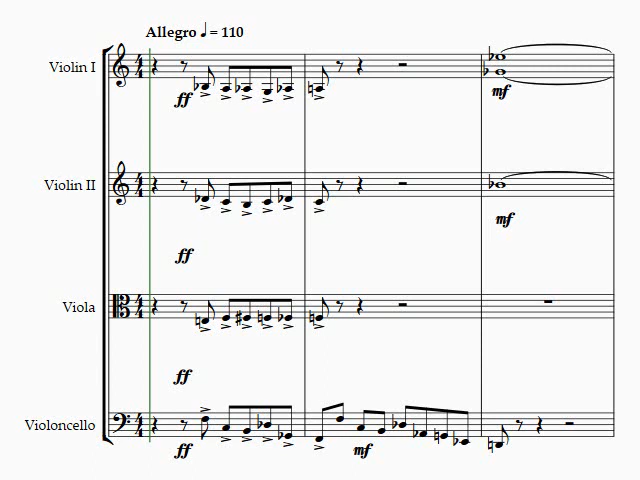 Allegro ♩ = 110
Violin I
ff
mf
Violin II
mf
ff
Viola
ff
Violoncello
ff
mf